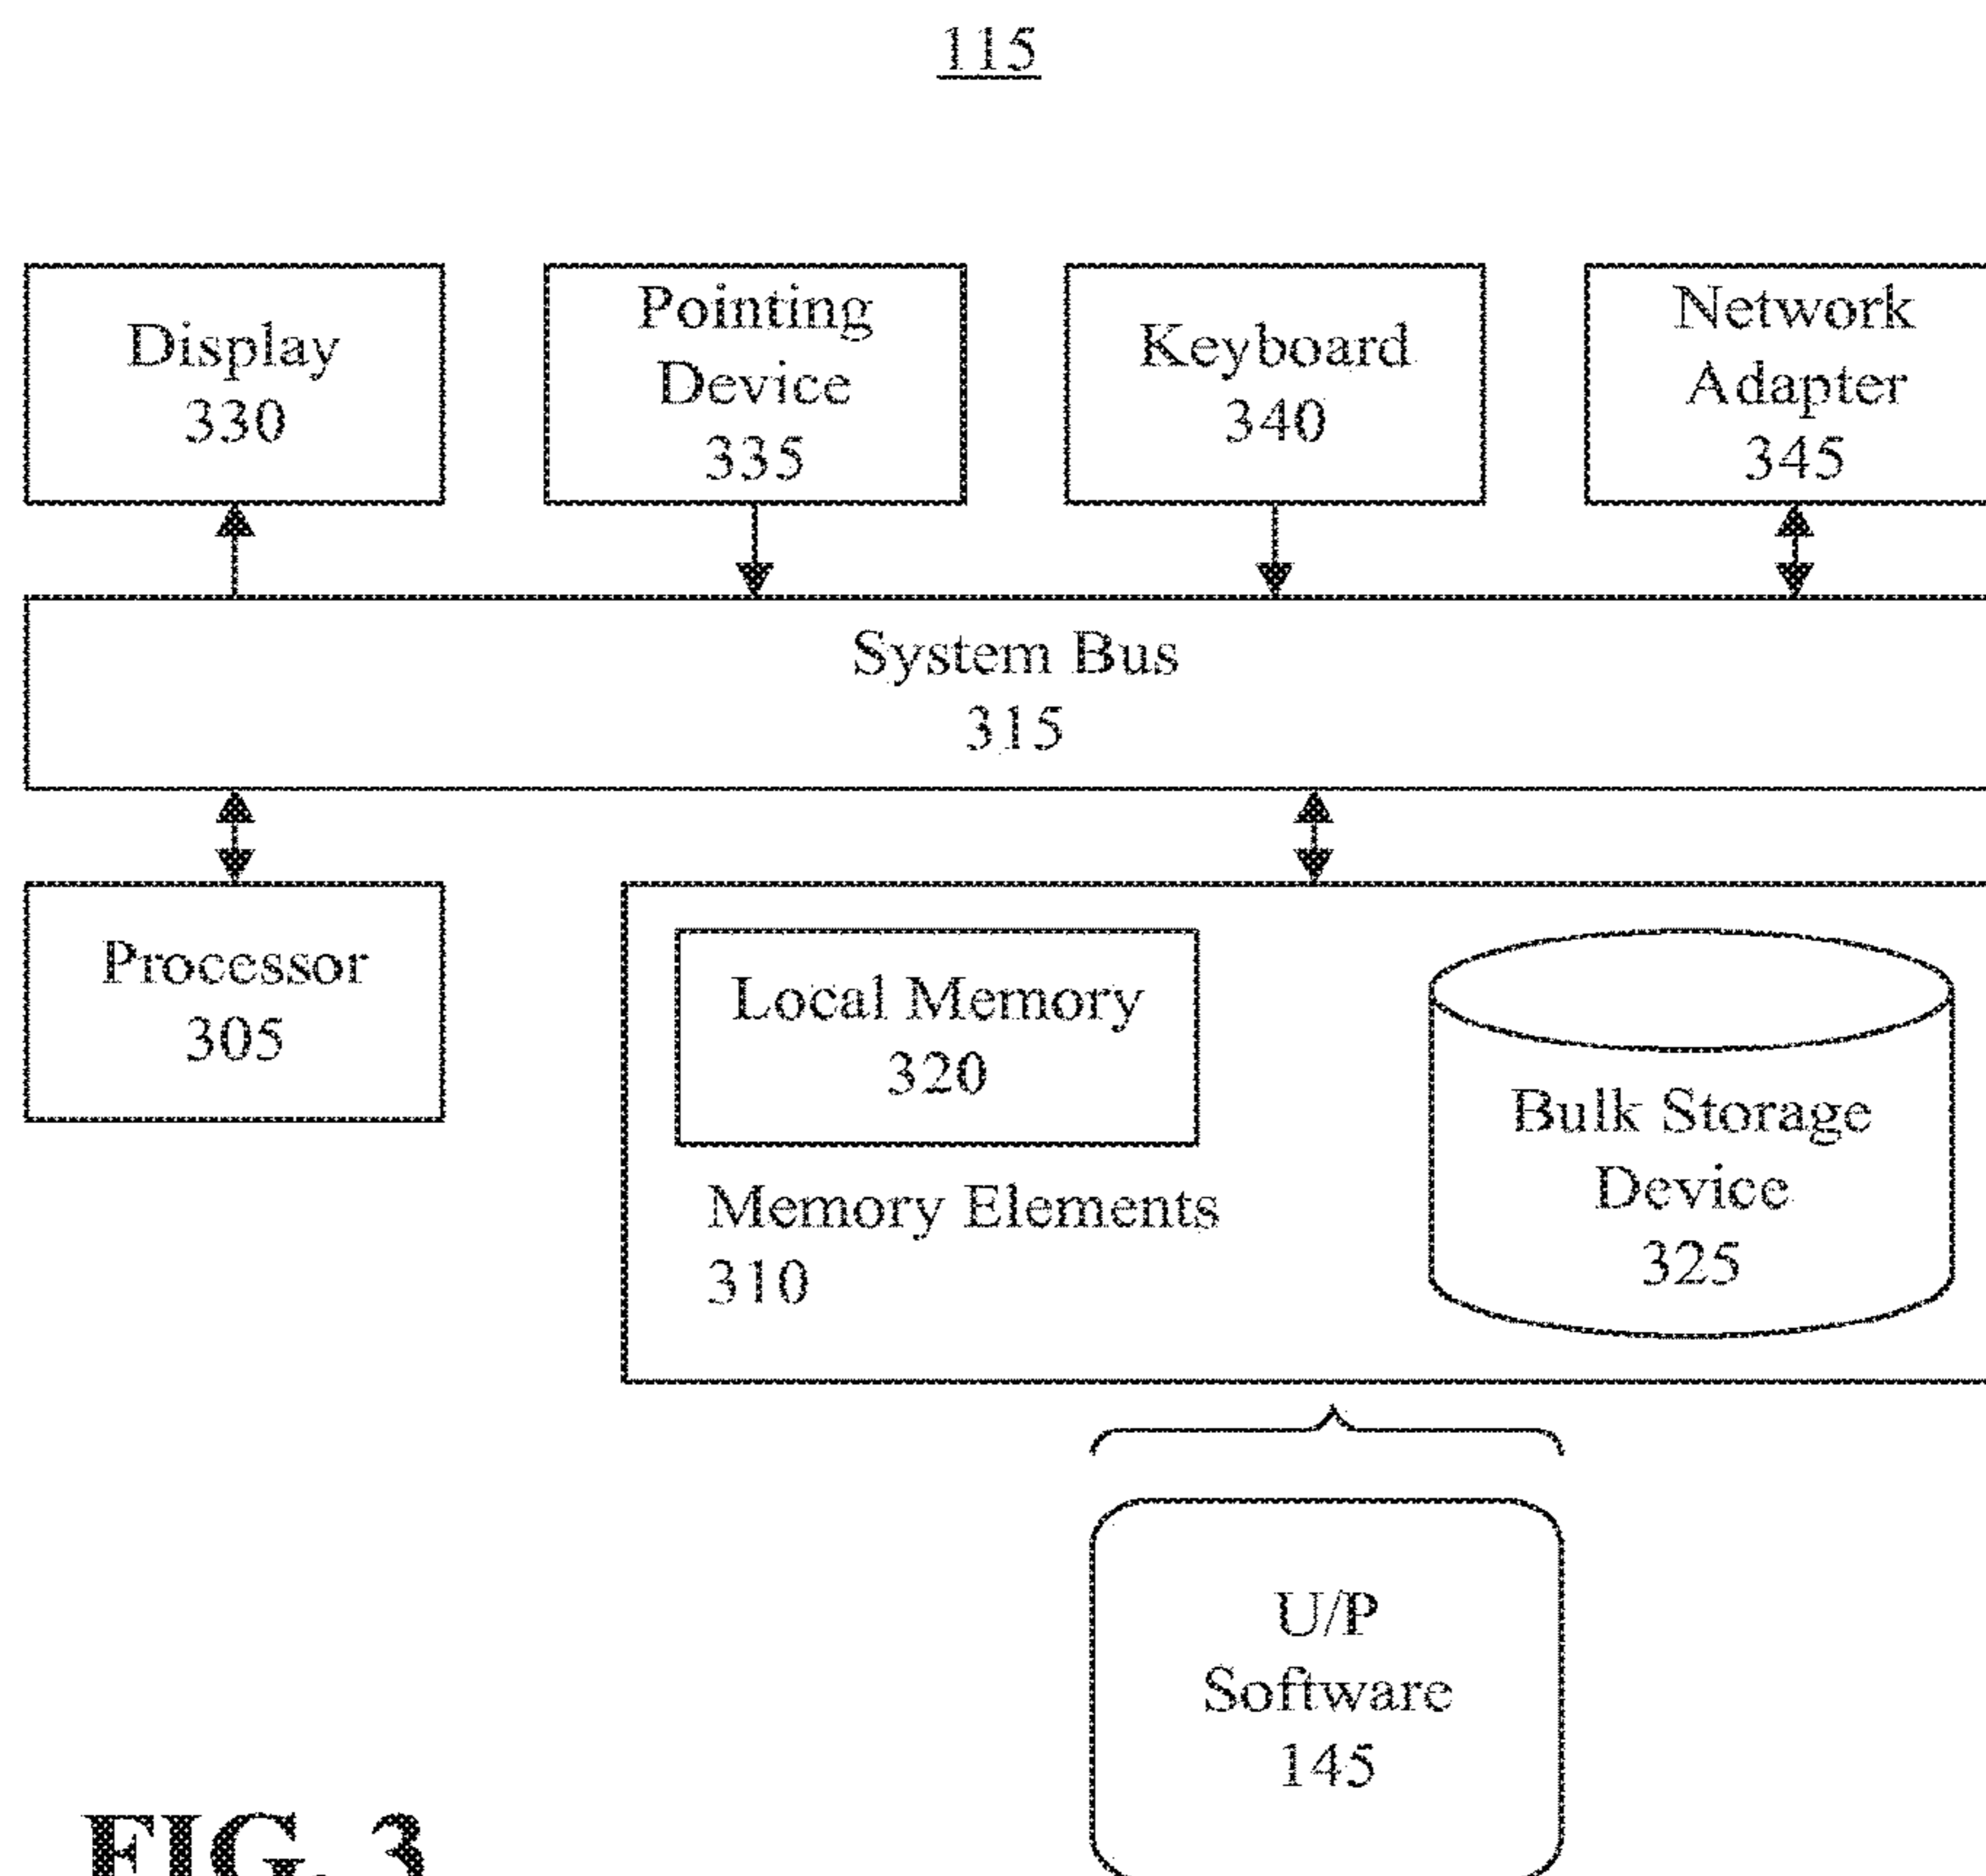 115
Display
330
Pointing
Device
335
Keyboard
340
Network
Adapter
345
System Bus
315
Processor
305
Local Memory
320
Memory Elements
310
Bulk Storage
Device
325
U/P
Software
145
FIG. 3